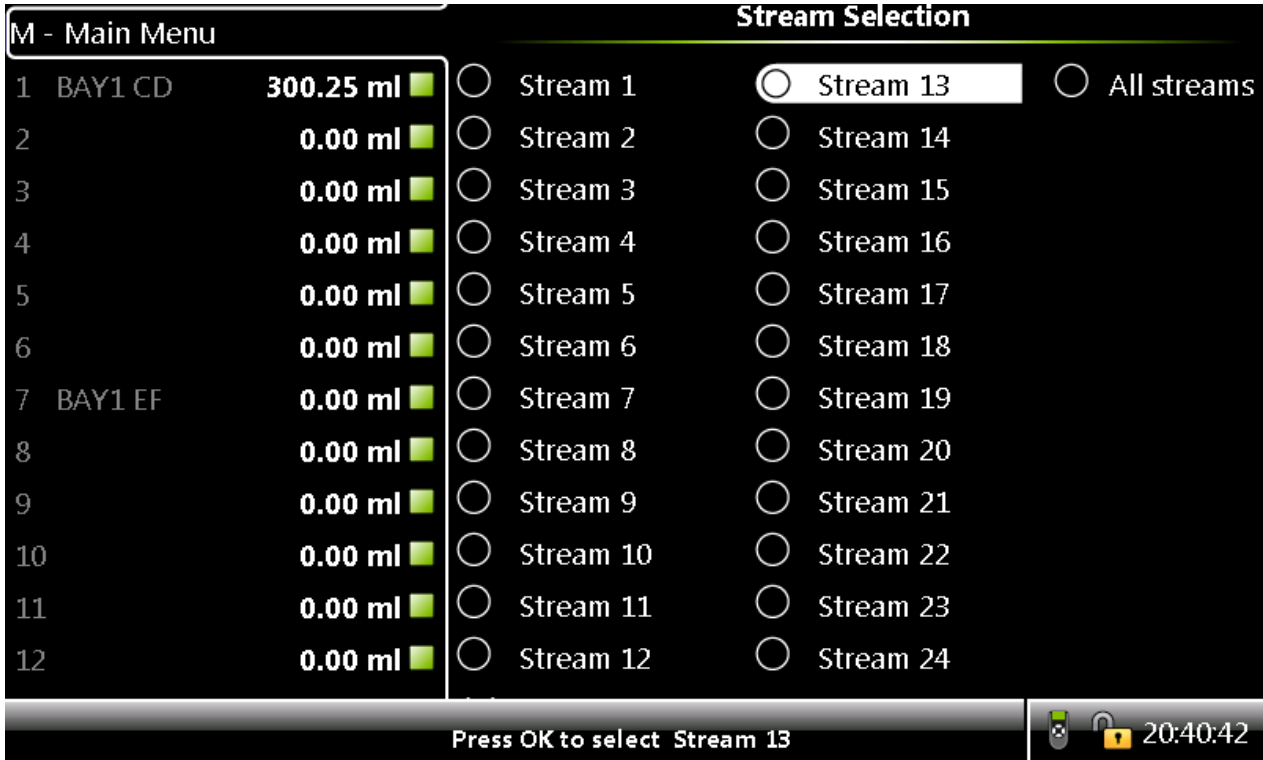 M - Main Menu
1 BAY1 CD 300.25 ml
2 0.00 ml
3 0.00 ml
4 0.00 ml
5 0.00 ml
6 0.00 ml
7 BAY1 EF 0.00 ml
8 0.00 ml
9 0.00 ml
10 0.00 ml
11 0.00 ml
12 0.00 ml
Stream Selection
Stream 1
Stream 2
Stream 3
Stream 4
Stream 5
Stream 6
Stream 7
Stream 8
Stream 9
Stream 10
Stream 11
Stream 12
Stream 13
Stream 14
Stream 15
Stream 16
Stream 17
Stream 18
Stream 19
Stream 20
Stream 21
Stream 22
Stream 23
Stream 24
All streams
Press OK to select Stream 13
20:40:42